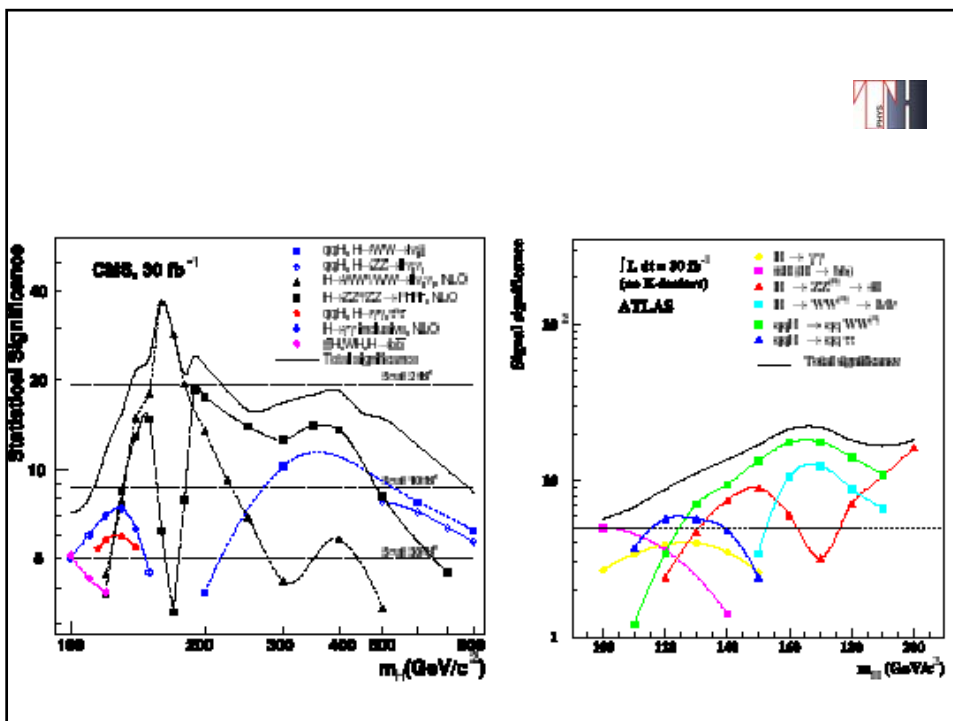 PHYS
CMS, 30 fb⁻¹
qqH, H→WW→lνjj
qqH, H→ZZ→llνν
H→WW*/WW→llνν, NLO
H→ZZ*/ZZ→4 leptons, NLO
qqH, H→γγ, ττ
H→γγ inclusive, NLO
ttH, WH, H→bb
Total significance
Statistical Significance
40
20
10
5
100
200
300
400
500
800
m_H(GeV/c²)
∫ L dt = 30 fb⁻¹
(no K-factors)
ATLAS
H → γγ
ttH (H → bb)
H → ZZ⁽*⁾ → 4l
H → WW⁽*⁾ → lνlν
qqH → qq WW⁽*⁾
qqH → qq ττ
Total significance
Signal significance
10²
10
1
100
120
140
160
180
200
m_H (GeV/c²)